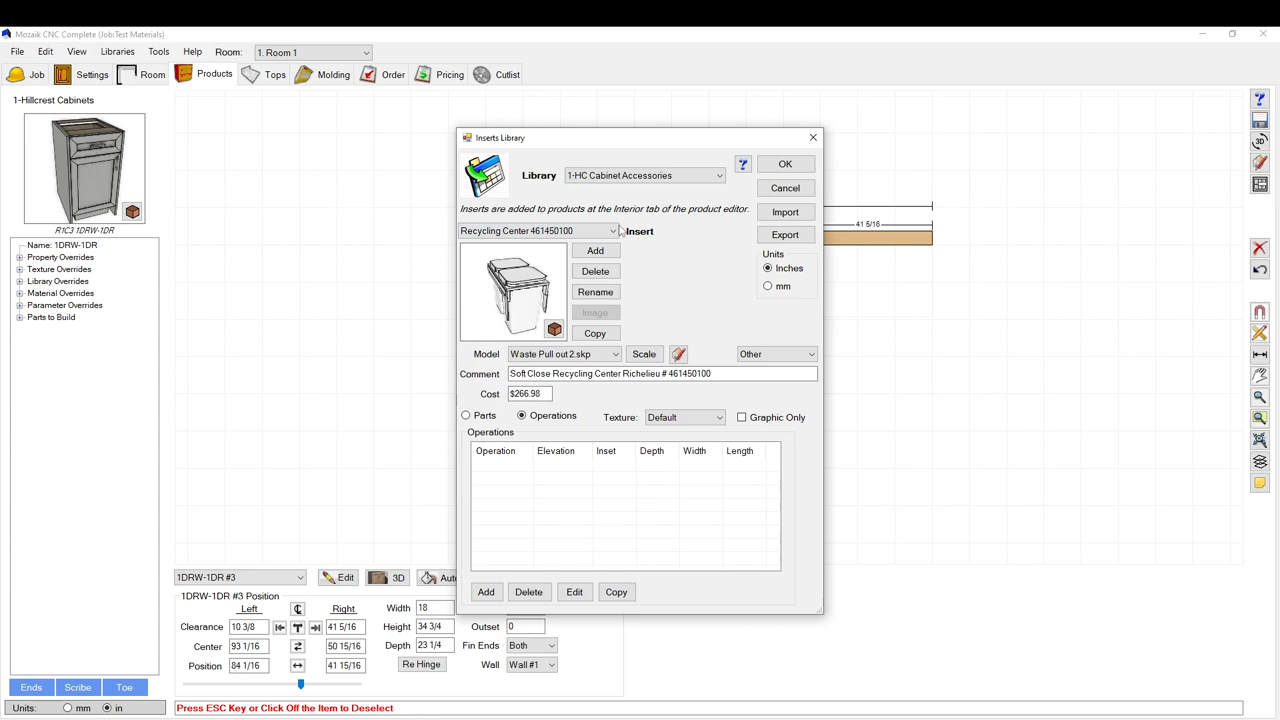 Mozaik CNC Complete (Job:Test Materials)
File Edit View Libraries Tools Help Room: 1. Room 1
Job Settings Room Products Tops Molding Order Pricing Cutlist
1-Hillcrest Cabinets
R1C3 1DRW-1DR
Name: 1DRW-1DR
Property Overrides
Texture Overrides
Library Overrides
Material Overrides
Parameter Overrides
Parts to Build
Ends Scribe Toe
Units: mm in
Inserts Library
Library 1-HC Cabinet Accessories ? OK
Cancel
Inserts are added to products at the Interior tab of the product editor. Import
Recycling Center 461450100 Insert Export
Add
Delete
Rename
Image
Copy
Units
Inches
mm
Model Waste Pull out 2.skp Scale Other
Comment Soft Close Recycling Center Richelieu # 461450100
Cost $266.98
Parts Operations Texture: Default Graphic Only
Operations
Operation Elevation Inset Depth Width Length
Add Delete Edit Copy
41 5/16
?
3D
1DRW-1DR #3 Edit 3D Auto
1DRW-1DR #3 Position
Left Right Width 18
Clearance 10 3/8 41 5/16 Height 34 3/4 Outset 0
Center 93 1/16 50 15/16 Depth 23 1/4 Fin Ends Both
Position 84 1/16 41 15/16 Re Hinge Wall Wall #1
Press ESC Key or Click Off the Item to Deselect